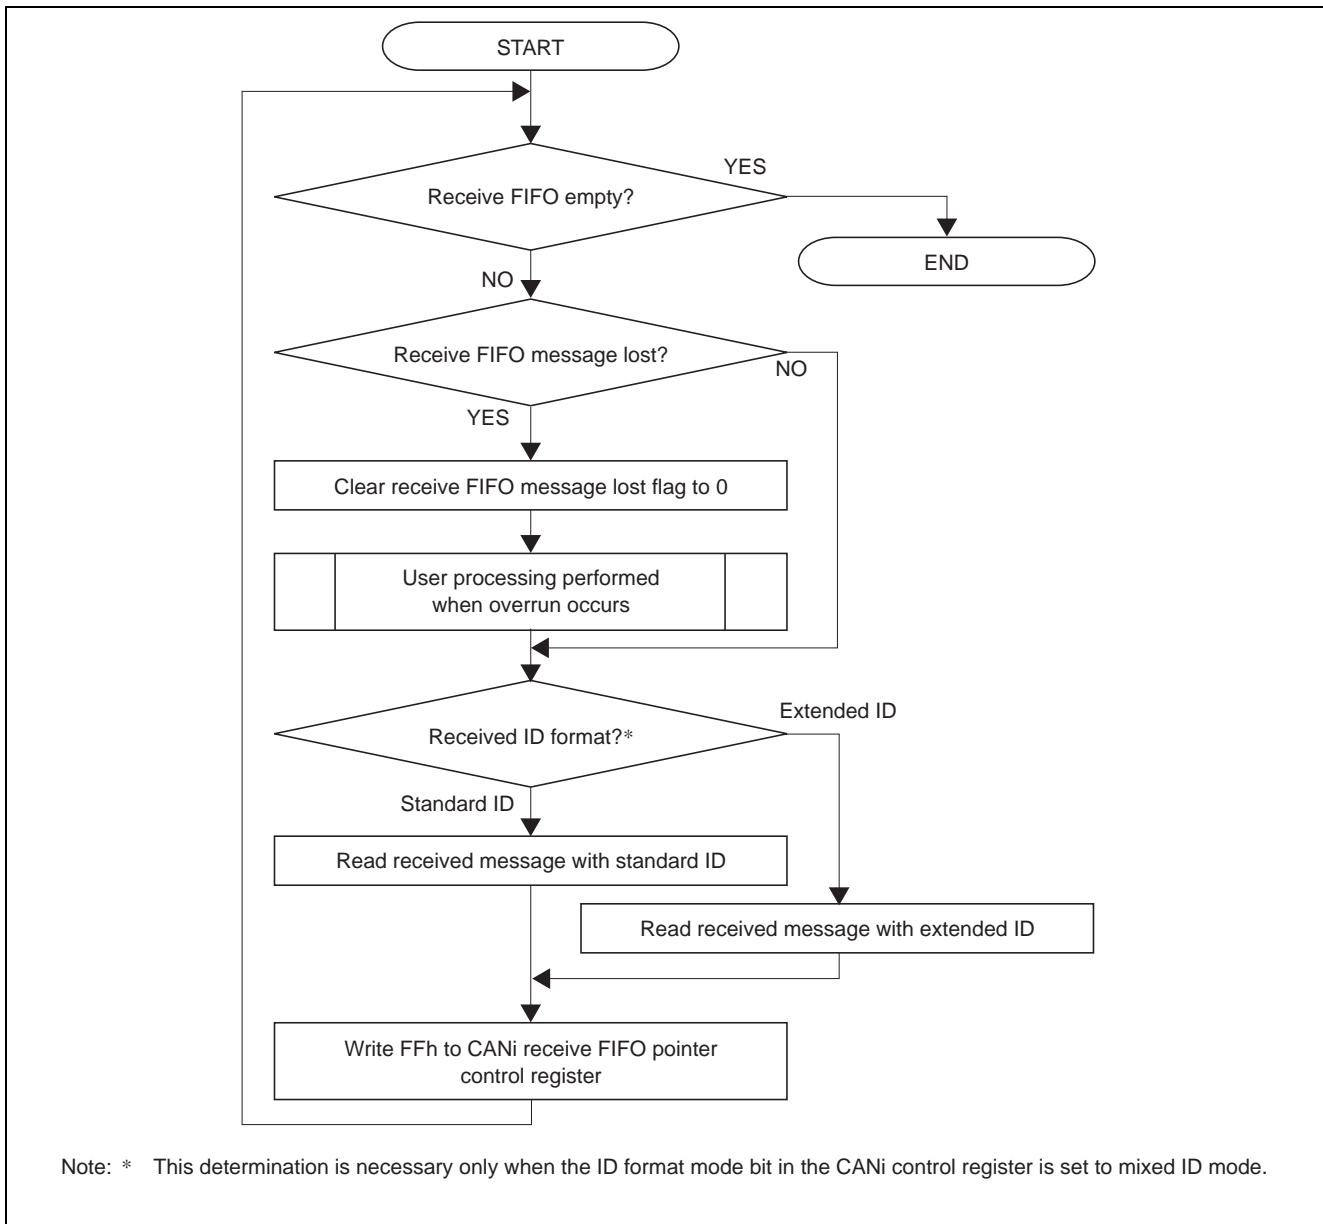 START
Receive FIFO empty?
YES
END
NO
Receive FIFO message lost?
NO
YES
Clear receive FIFO message lost flag to 0
User processing performed
when overrun occurs
Received ID format?*
Extended ID
Standard ID
Read received message with standard ID
Read received message with extended ID
Write FFh to CANi receive FIFO pointer
control register
Note: * This determination is necessary only when the ID format mode bit in the CANi control register is set to mixed ID mode.